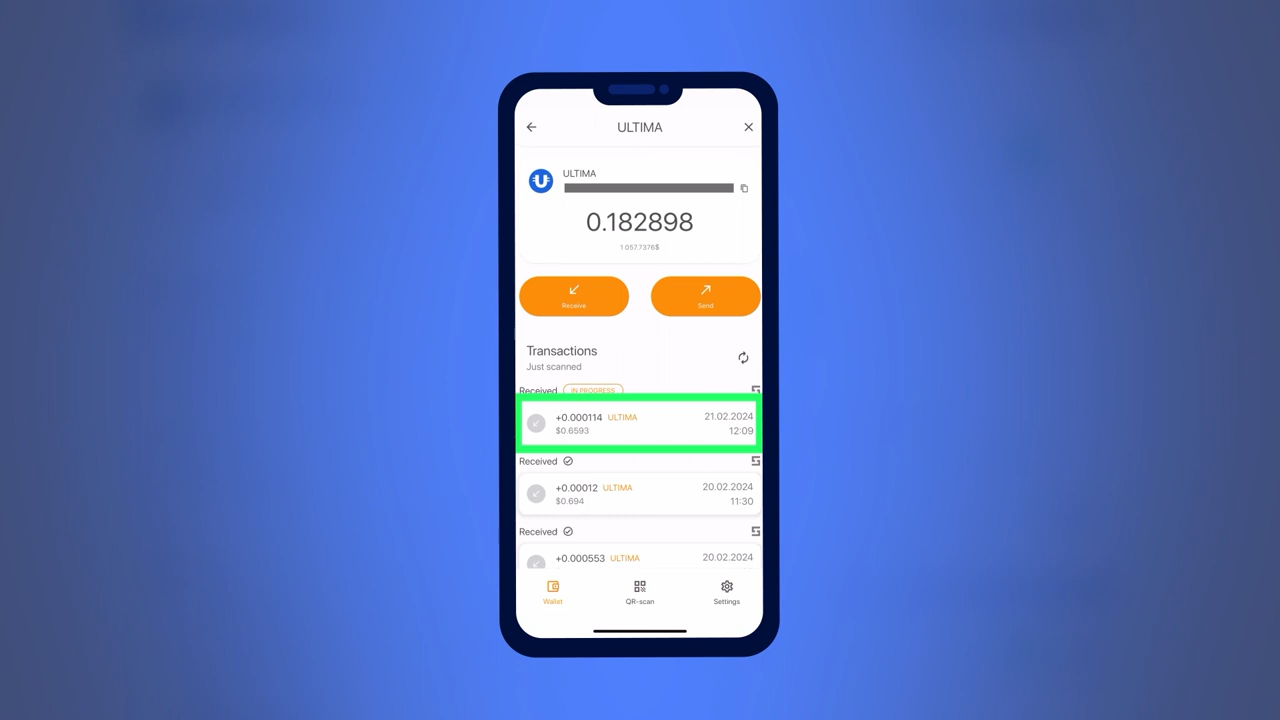 ULTIMA
ULTIMA
0.182898
1 057.7376$
Receive
Send
Transactions
Just scanned
Received IN PROGRESS
+0.000114 ULTIMA 21.02.2024
$0.6593 12:09
Received
+0.00012 ULTIMA 20.02.2024
$0.694 11:30
Received
+0.000553 ULTIMA 20.02.2024
Wallet QR-scan Settings